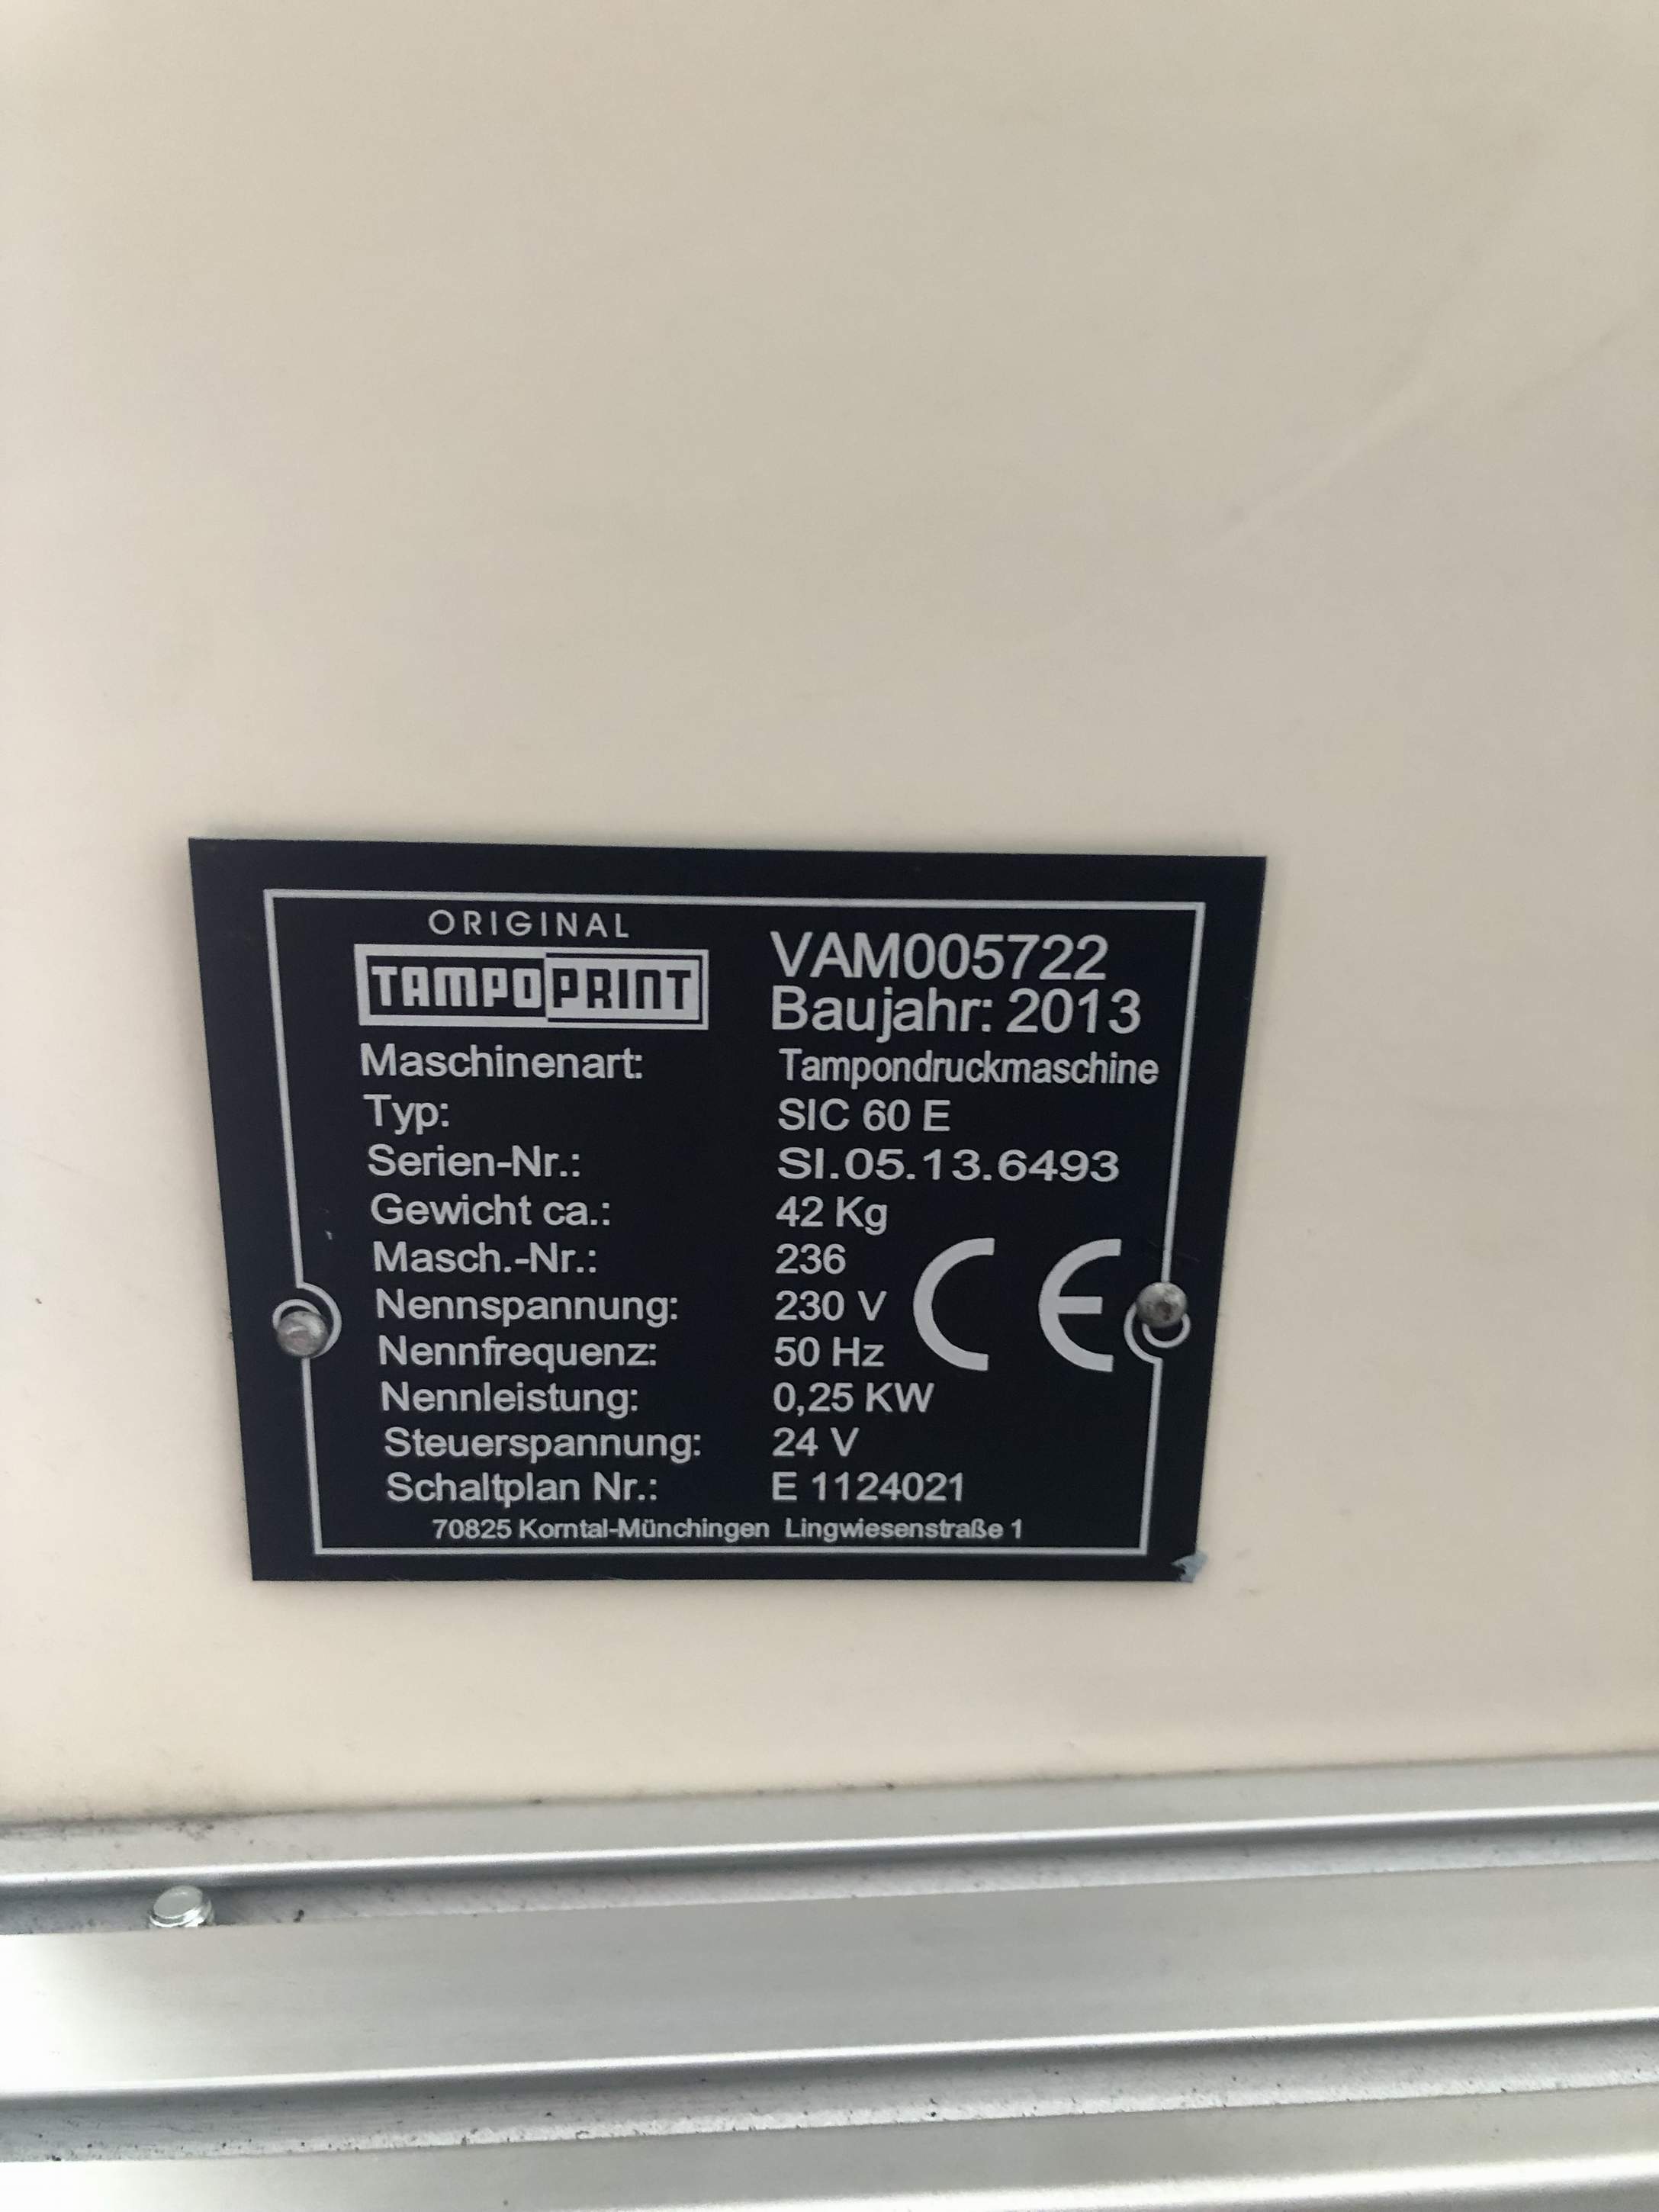 ORIGINAL
TAMPOPRINT
VAM005722
Baujahr: 2013
Maschinenart: Tampondruckmaschine
Typ: SIC 60 E
Serien-Nr.: SI.05.13.6493
Gewicht ca.: 42 Kg
Masch.-Nr.: 236
Nennspannung: 230 V
Nennfrequenz: 50 Hz
Nennleistung: 0,25 KW
Steuerspannung: 24 V
Schaltplan Nr.: E 1124021
CE
70825 Korntal-Münchingen Lingwiesenstraße 1